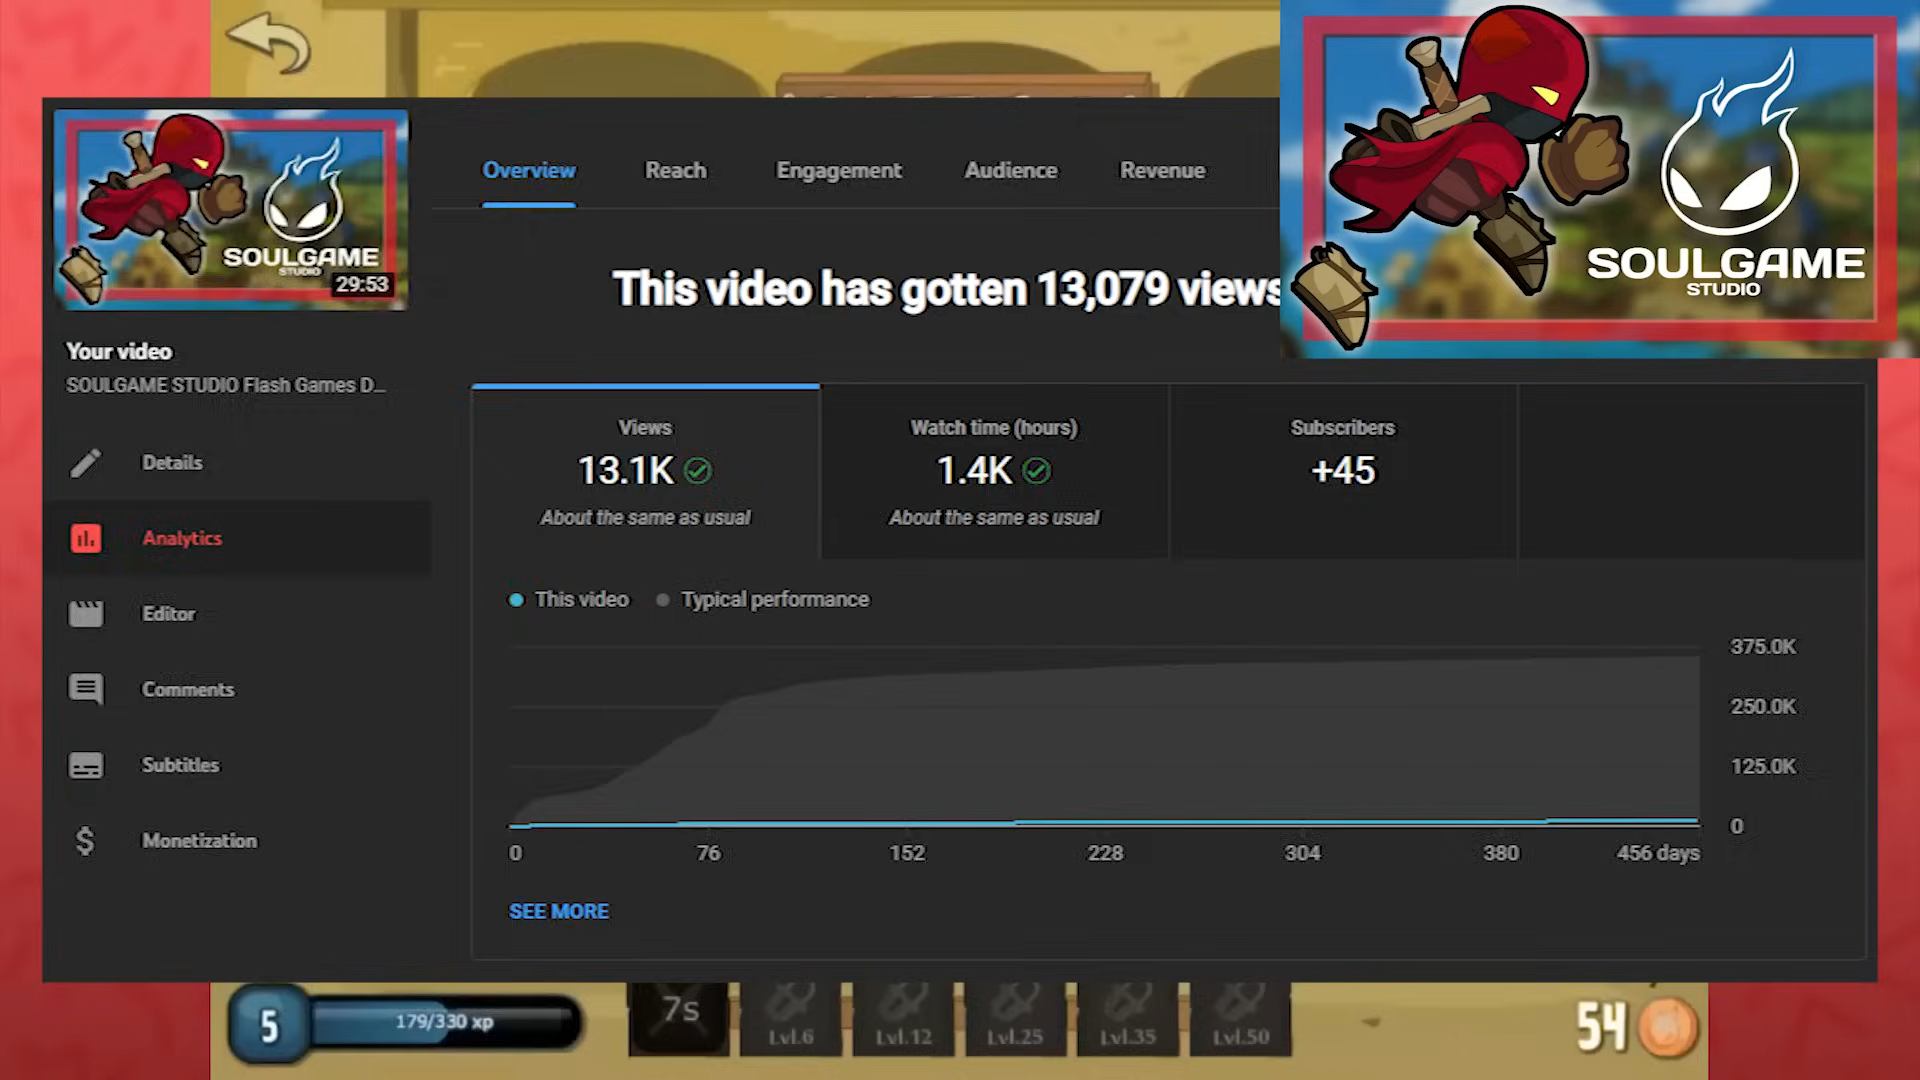 Overview
Reach
Engagement
Audience
Revenue
SOULGAME
STUDIO
29:53
SOULGAME
STUDIO
This video has gotten 13,079 views
Your video
SOULGAME STUDIO Flash Games D...
Details
Analytics
Editor
Comments
Subtitles
Monetization
Views
13.1K
About the same as usual
Watch time (hours)
1.4K
About the same as usual
Subscribers
+45
This video
Typical performance
375.0K
250.0K
125.0K
0
0
76
152
228
304
380
456 days
SEE MORE
5
179/330 xp
7s
Lvl.6
Lvl.12
Lvl.25
Lvl.35
Lvl.50
54